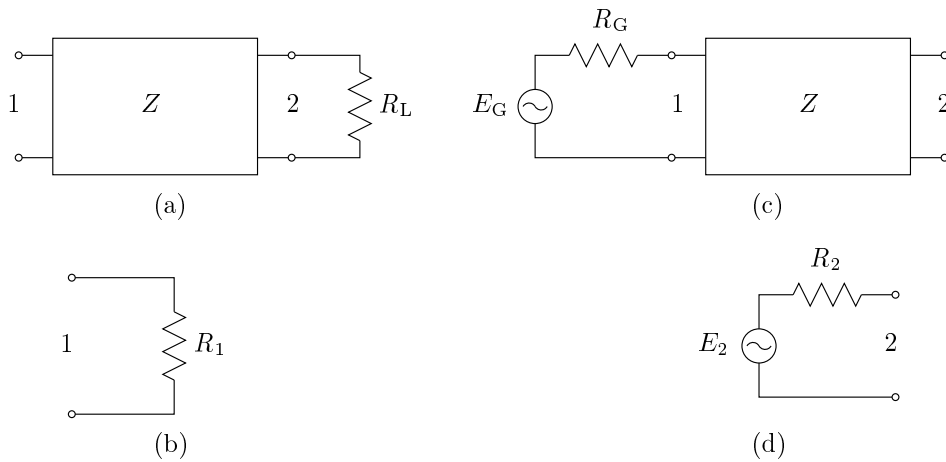 R_G
1 Z 2 R_L E_G 1 Z 2
(a) (c)
R_2
1 R_1 E_2 2
(b) (d)